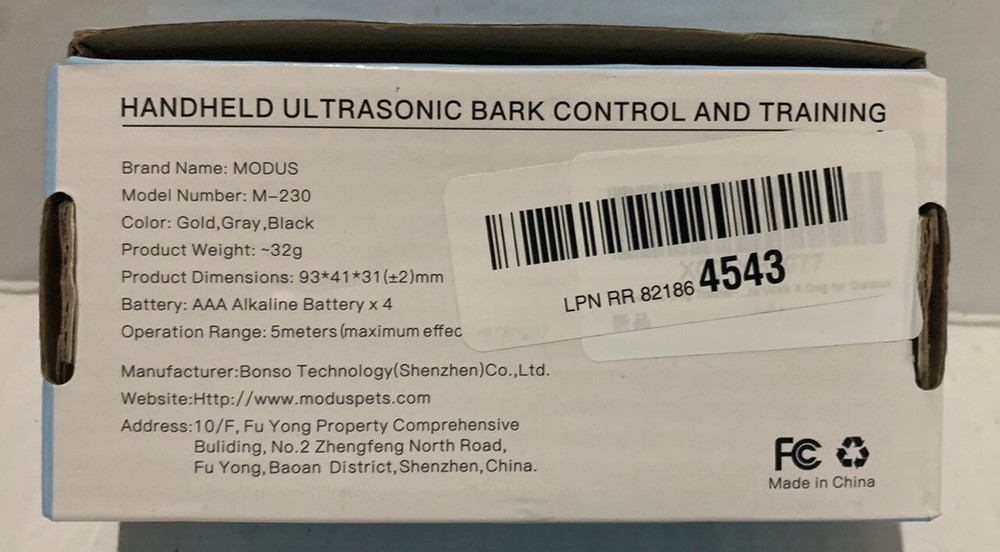 HANDHELD ULTRASONIC BARK CONTROL AND TRAINING
Brand Name: MODUS
Model Number: M-230
Color: Gold,Gray,Black
Product Weight: ~32g
Product Dimensions: 93*41*31(±2)mm
Battery: AAA Alkaline Battery x 4
Operation Range: 5meters(maximum effec
LPN RR 82186 4543
Manufacturer:Bonso Technology(Shenzhen)Co.,Ltd.
Website:Http://www.moduspets.com
Address:10/F, Fu Yong Property Comprehensive
Buliding, No.2 Zhengfeng North Road,
Fu Yong,Baoan District,Shenzhen,China.
FC
Made in China